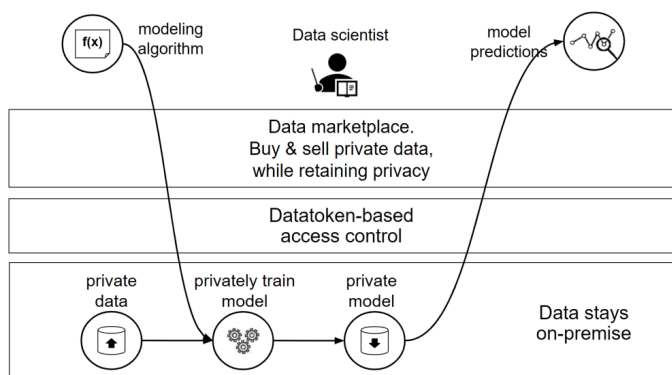 f(x)
modeling
algorithm
Data scientist
model
predictions
Data marketplace.
Buy & sell private data,
while retaining privacy
Datatoken-based
access control
private
data
privately train
model
private
model
Data stays
on-premise